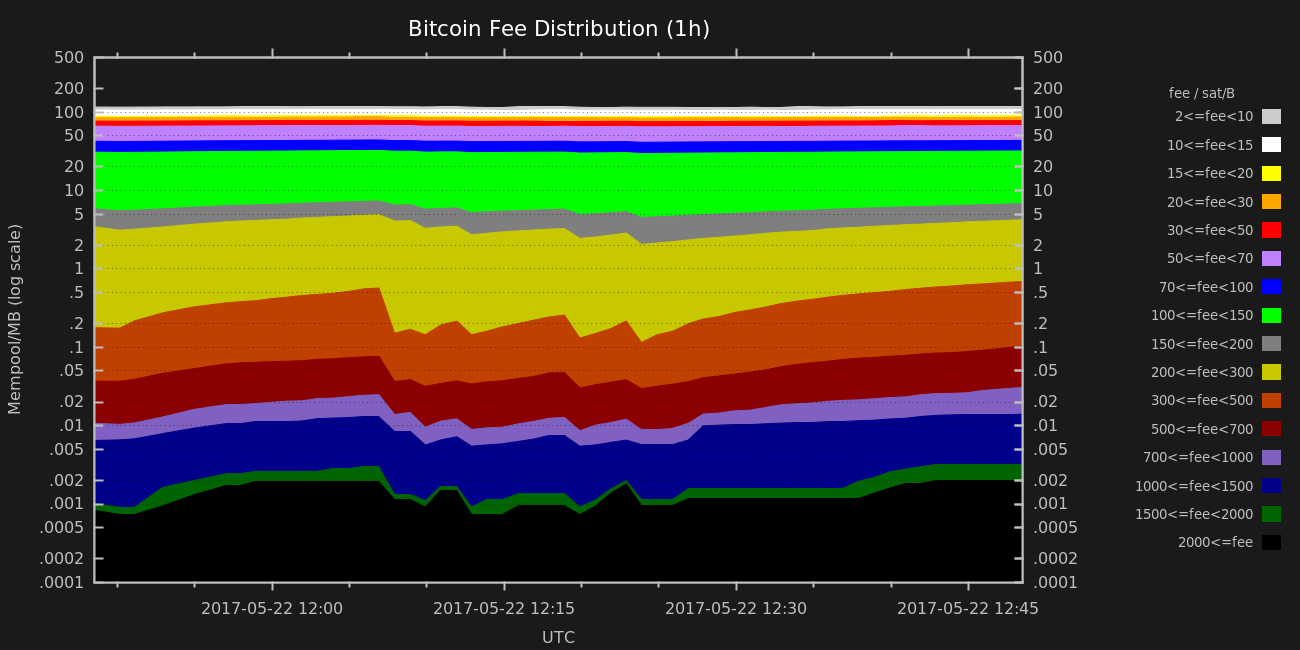 Bitcoin Fee Distribution (1h)
500
200
100
50
20
10
5
2
1
.5
.2
.1
.05
.02
.01
.005
.002
.001
.0005
.0002
.0001
Mempool/MB (log scale)
500
200
100
50
20
10
5
2
1
.5
.2
.1
.05
.02
.01
.005
.002
.001
.0005
.0002
.0001
2017-05-22 12:00
2017-05-22 12:15
2017-05-22 12:30
2017-05-22 12:45
UTC
fee / sat/B
2<=fee<10
10<=fee<15
15<=fee<20
20<=fee<30
30<=fee<50
50<=fee<70
70<=fee<100
100<=fee<150
150<=fee<200
200<=fee<300
300<=fee<500
500<=fee<700
700<=fee<1000
1000<=fee<1500
1500<=fee<2000
2000<=fee